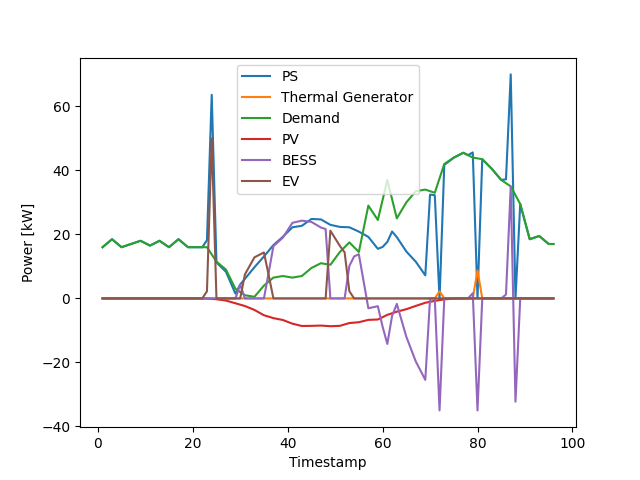 PS
Thermal Generator
Demand
PV
BESS
EV
Power [kW]
60
40
20
0
−20
−40
0 20 40 60 80 100
Timestamp